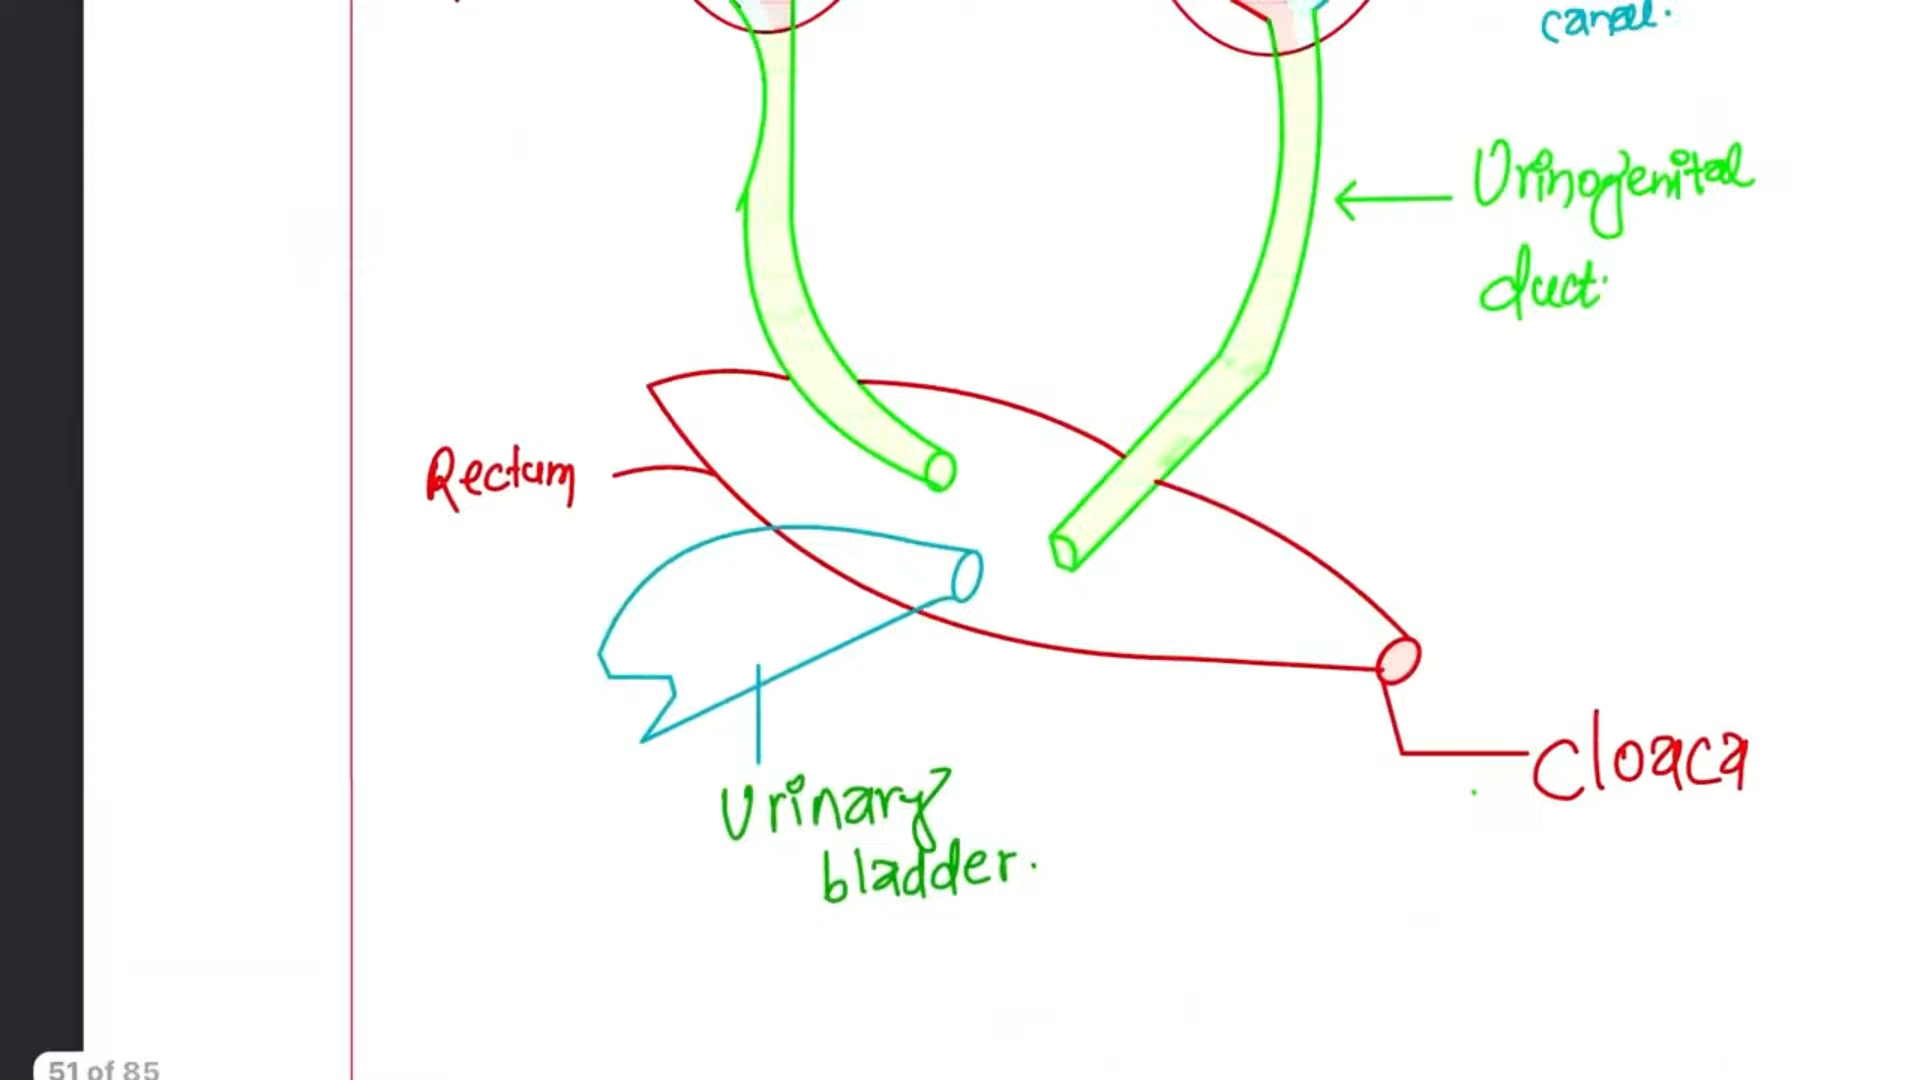 canal.
Urinogenital
duct.
Rectum
Cloaca
Urinary
bladder.
51 of 85